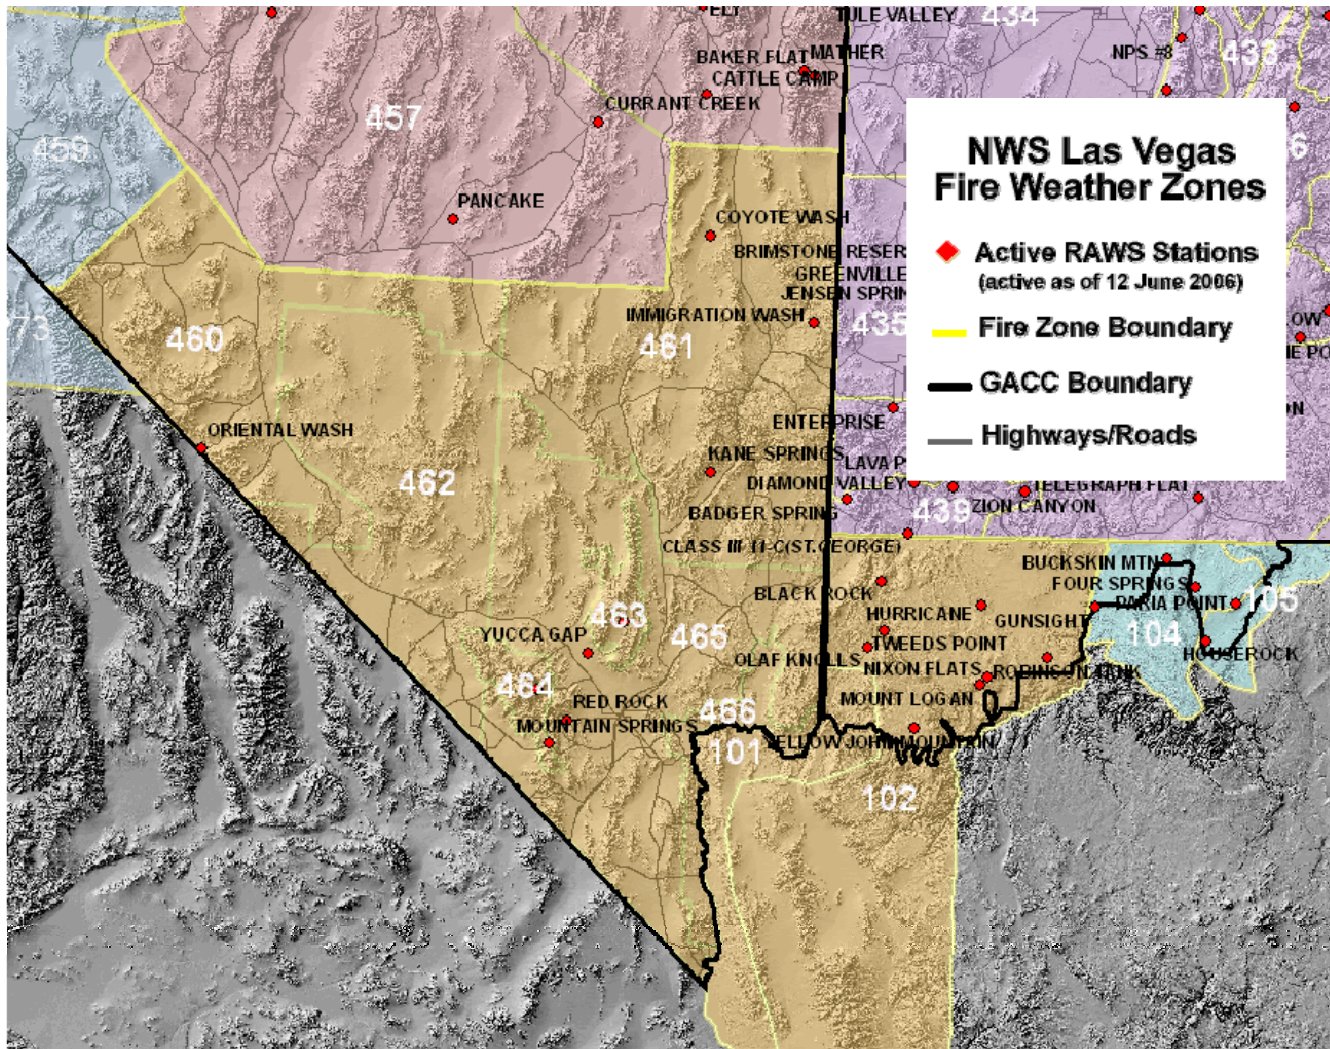 ELY
TULE VALLEY
434
BAKER FLAT
MATHER
NPS #8
433
CATTLE CAMP
457
CURRANT CREEK
459
6
NWS Las Vegas
Fire Weather Zones
PANCAKE
COYOTE WASH
BRIMSTONE RESER
Active RAWS Stations
(active as of 12 June 2006)
GREENVILLE
JENSEN SPRIN
IMMIGRATION WASH
435
Fire Zone Boundary
LOW
273
460
461
GACC Boundary
ORIENTAL WASH
ENTERPRISE
ON
Highways/Roads
KANE SPRINGS
LAVA P
462
DIAMOND VALLEY
TELEGRAPH FLAT
BADGER SPRING
439
ZION CANYON
CLASS III 11-C(ST.GEORGE)
BUCKSKIN MTN
FOUR SPRINGS
BLACK ROCK
PARIA POINT
105
463
HURRICANE
GUNSIGHT
YUCCA GAP
465
TWEEDS POINT
104
HOUSEROCK
OLAF KNOLLS
NIXON FLATS
ROBINSON TANK
464
RED ROCK
466
MOUNT LOGAN
MOUNTAIN SPRINGS
101
YELLOW JOHN MOUNTAIN
102